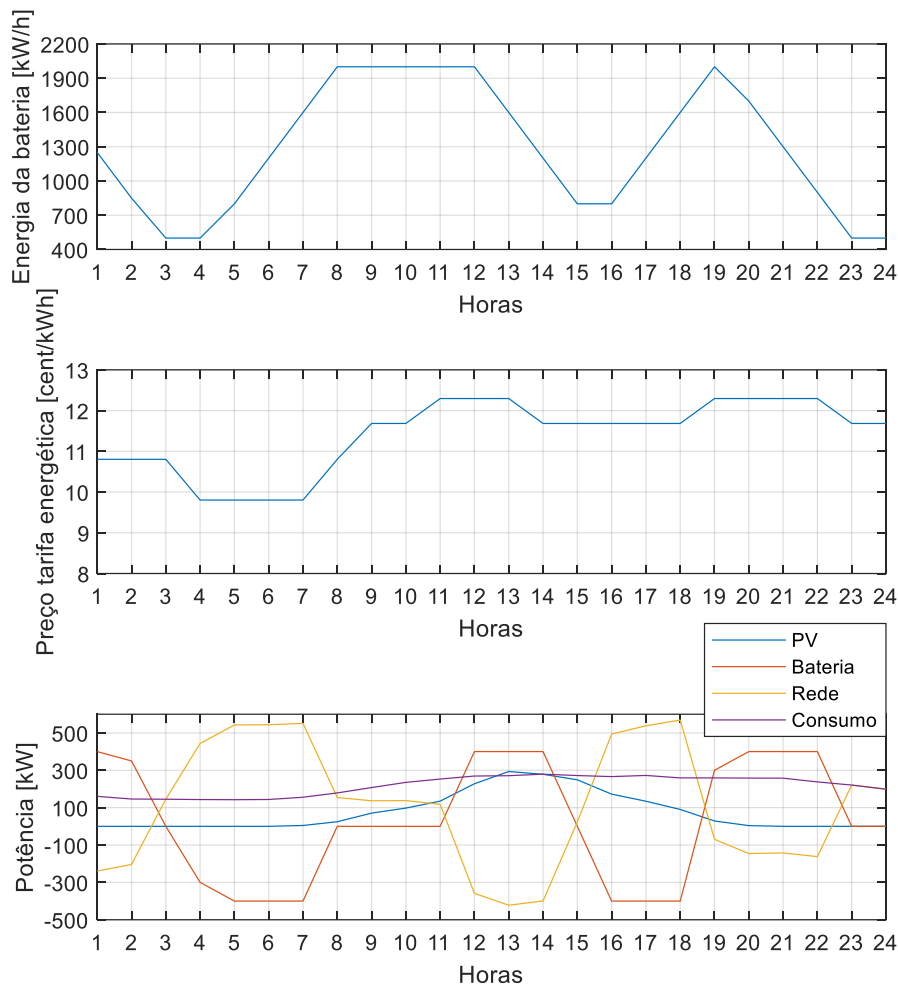 Energia da bateria [kW/h]
2200
1900
1600
1300
1000
700
400
1 2 3 4 5 6 7 8 9 10 11 12 13 14 15 16 17 18 19 20 21 22 23 24
Horas
Preço tarifa energética [cent/kWh]
13
12
11
10
9
8
1 2 3 4 5 6 7 8 9 10 11 12 13 14 15 16 17 18 19 20 21 22 23 24
Horas
PV
Bateria
Rede
Consumo
Potência [kW]
500
300
100
-100
-300
-500
1 2 3 4 5 6 7 8 9 10 11 12 13 14 15 16 17 18 19 20 21 22 23 24
Horas